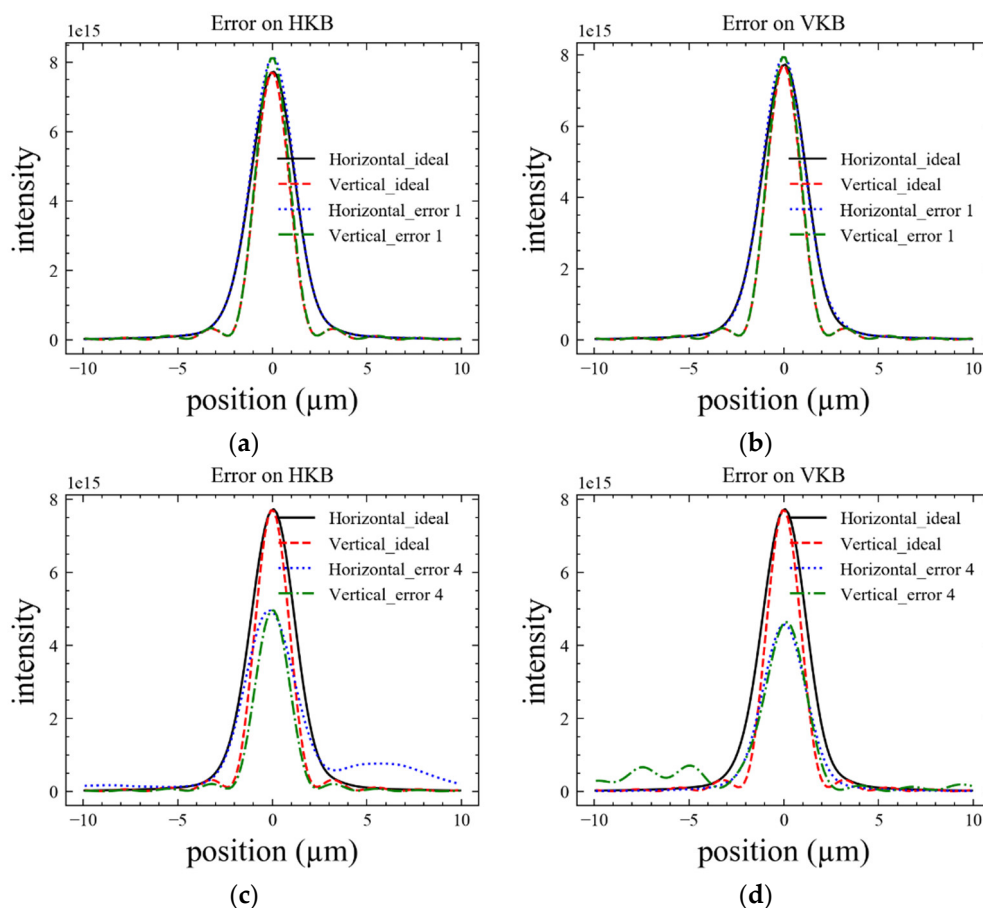 Error on HKB
1e15
8
6
4
2
0
intensity
Horizontal_ideal
Vertical_ideal
Horizontal_error 1
Vertical_error 1
−10 −5 0 5 10
position (µm)
(a)
Error on VKB
1e15
8
6
4
2
0
intensity
Horizontal_ideal
Vertical_ideal
Horizontal_error 1
Vertical_error 1
−10 −5 0 5 10
position (µm)
(b)
Error on HKB
1e15
8
6
4
2
0
intensity
Horizontal_ideal
Vertical_ideal
Horizontal_error 4
Vertical_error 4
−10 −5 0 5 10
position (µm)
(c)
Error on VKB
1e15
8
6
4
2
0
intensity
Horizontal_ideal
Vertical_ideal
Horizontal_error 4
Vertical_error 4
−10 −5 0 5 10
position (µm)
(d)